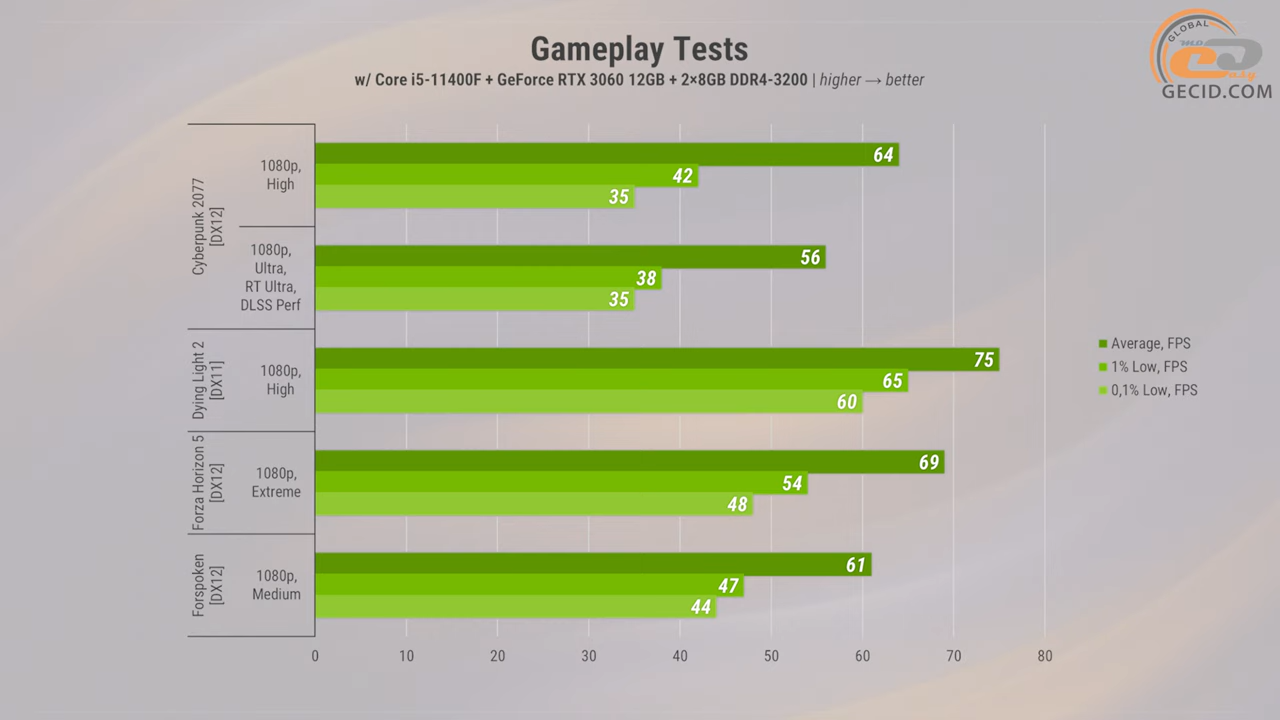 Gameplay Tests
w/ Core i5-11400F + GeForce RTX 3060 12GB + 2×8GB DDR4-3200 | higher → better
GLOBAL
easy
GECID.COM
Cyberpunk 2077
[DX12]
1080p,
High
64
42
35
1080p,
Ultra,
RT Ultra,
DLSS Perf
56
38
35
Dying Light 2
[DX11]
1080p,
High
75
65
60
Forza Horizon 5
[DX12]
1080p,
Extreme
69
54
48
Forspoken
[DX12]
1080p,
Medium
61
47
44
Average, FPS
1% Low, FPS
0,1% Low, FPS
0 10 20 30 40 50 60 70 80